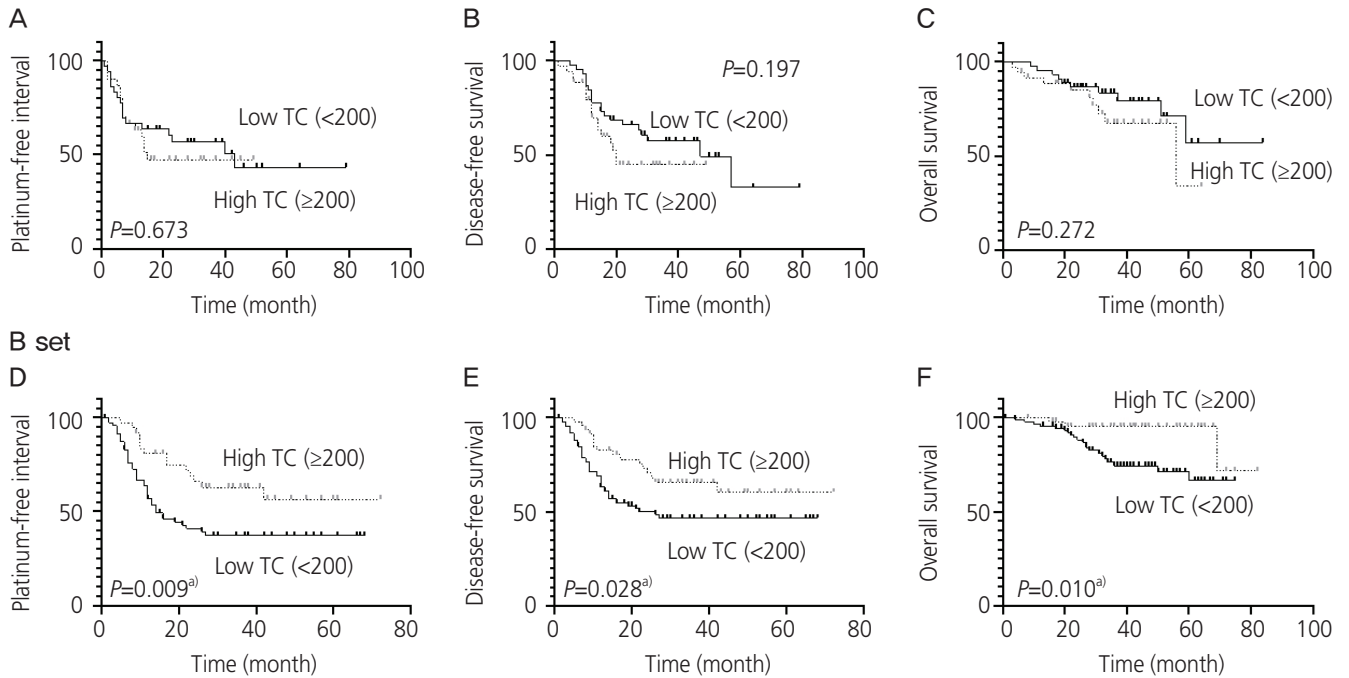 A
Platinum-free interval
100
50
0
Low TC (<200)
High TC (≥200)
P=0.673
0 20 40 60 80 100
Time (month)
B
Disease-free survival
100
50
0
P=0.197
Low TC (<200)
High TC (≥200)
0 20 40 60 80 100
Time (month)
C
Overall survival
100
50
0
Low TC (<200)
High TC (≥200)
P=0.272
0 20 40 60 80 100
Time (month)
B set
D
Platinum-free interval
100
50
0
High TC (≥200)
Low TC (<200)
P=0.009a)
0 20 40 60 80
Time (month)
E
Disease-free survival
100
50
0
High TC (≥200)
Low TC (<200)
P=0.028a)
0 20 40 60 80
Time (month)
F
Overall survival
100
50
0
High TC (≥200)
Low TC (<200)
P=0.010a)
0 20 40 60 80 100
Time (month)